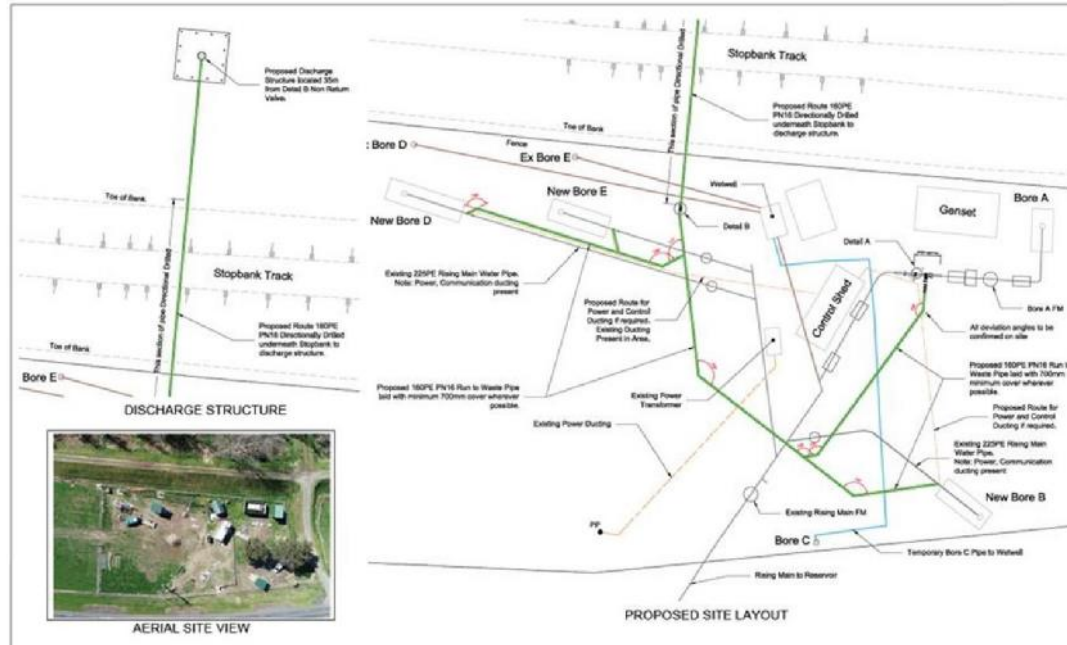 Proposed Discharge
Structure located 35m
from Detail B Non Return
Valve.
Toe of Bank
This section of pipe Directional Drilled
Stopbank Track
Proposed Route 160PE
PN16 Directionally Drilled
underneath Stopbank to
discharge structure.
Toe of Bank
Bore E
DISCHARGE STRUCTURE
AERIAL SITE VIEW
Stopbank Track
This section of pipe Directional Drilled
Proposed Route 160PE
PN16 Directionally Drilled
underneath Stopbank to
discharge structure.
Toe of Bank
Fence
Bore D
Ex Bore E
Wetwell
New Bore E
New Bore D
Detail B
Genset
Bore A
Detail A
Existing 225PE Rising Main Water Pipe.
Note: Power, Communication ducting
present
Proposed Route for
Power and Control
Ducting if required.
Existing Ducting
Present in Area.
Control Shed
Bore A FM
All deviation angles to be
confirmed on site
Proposed 160PE PN16 Run to Waste Pipe
laid with minimum 700mm cover wherever
possible.
Existing Power
Transformer
Proposed 160PE PN16 Run to
Waste Pipe laid with 700mm
minimum cover wherever
possible.
Existing Power Ducting
Proposed Route for
Power and Control
Ducting if required.
Existing 225PE Rising Main
Water Pipe.
Note: Power, Communication
ducting present
New Bore B
Existing Rising Main FM
PP
Bore C
Temporary Bore C Pipe to Wetwell
Rising Main to Reservoir
PROPOSED SITE LAYOUT